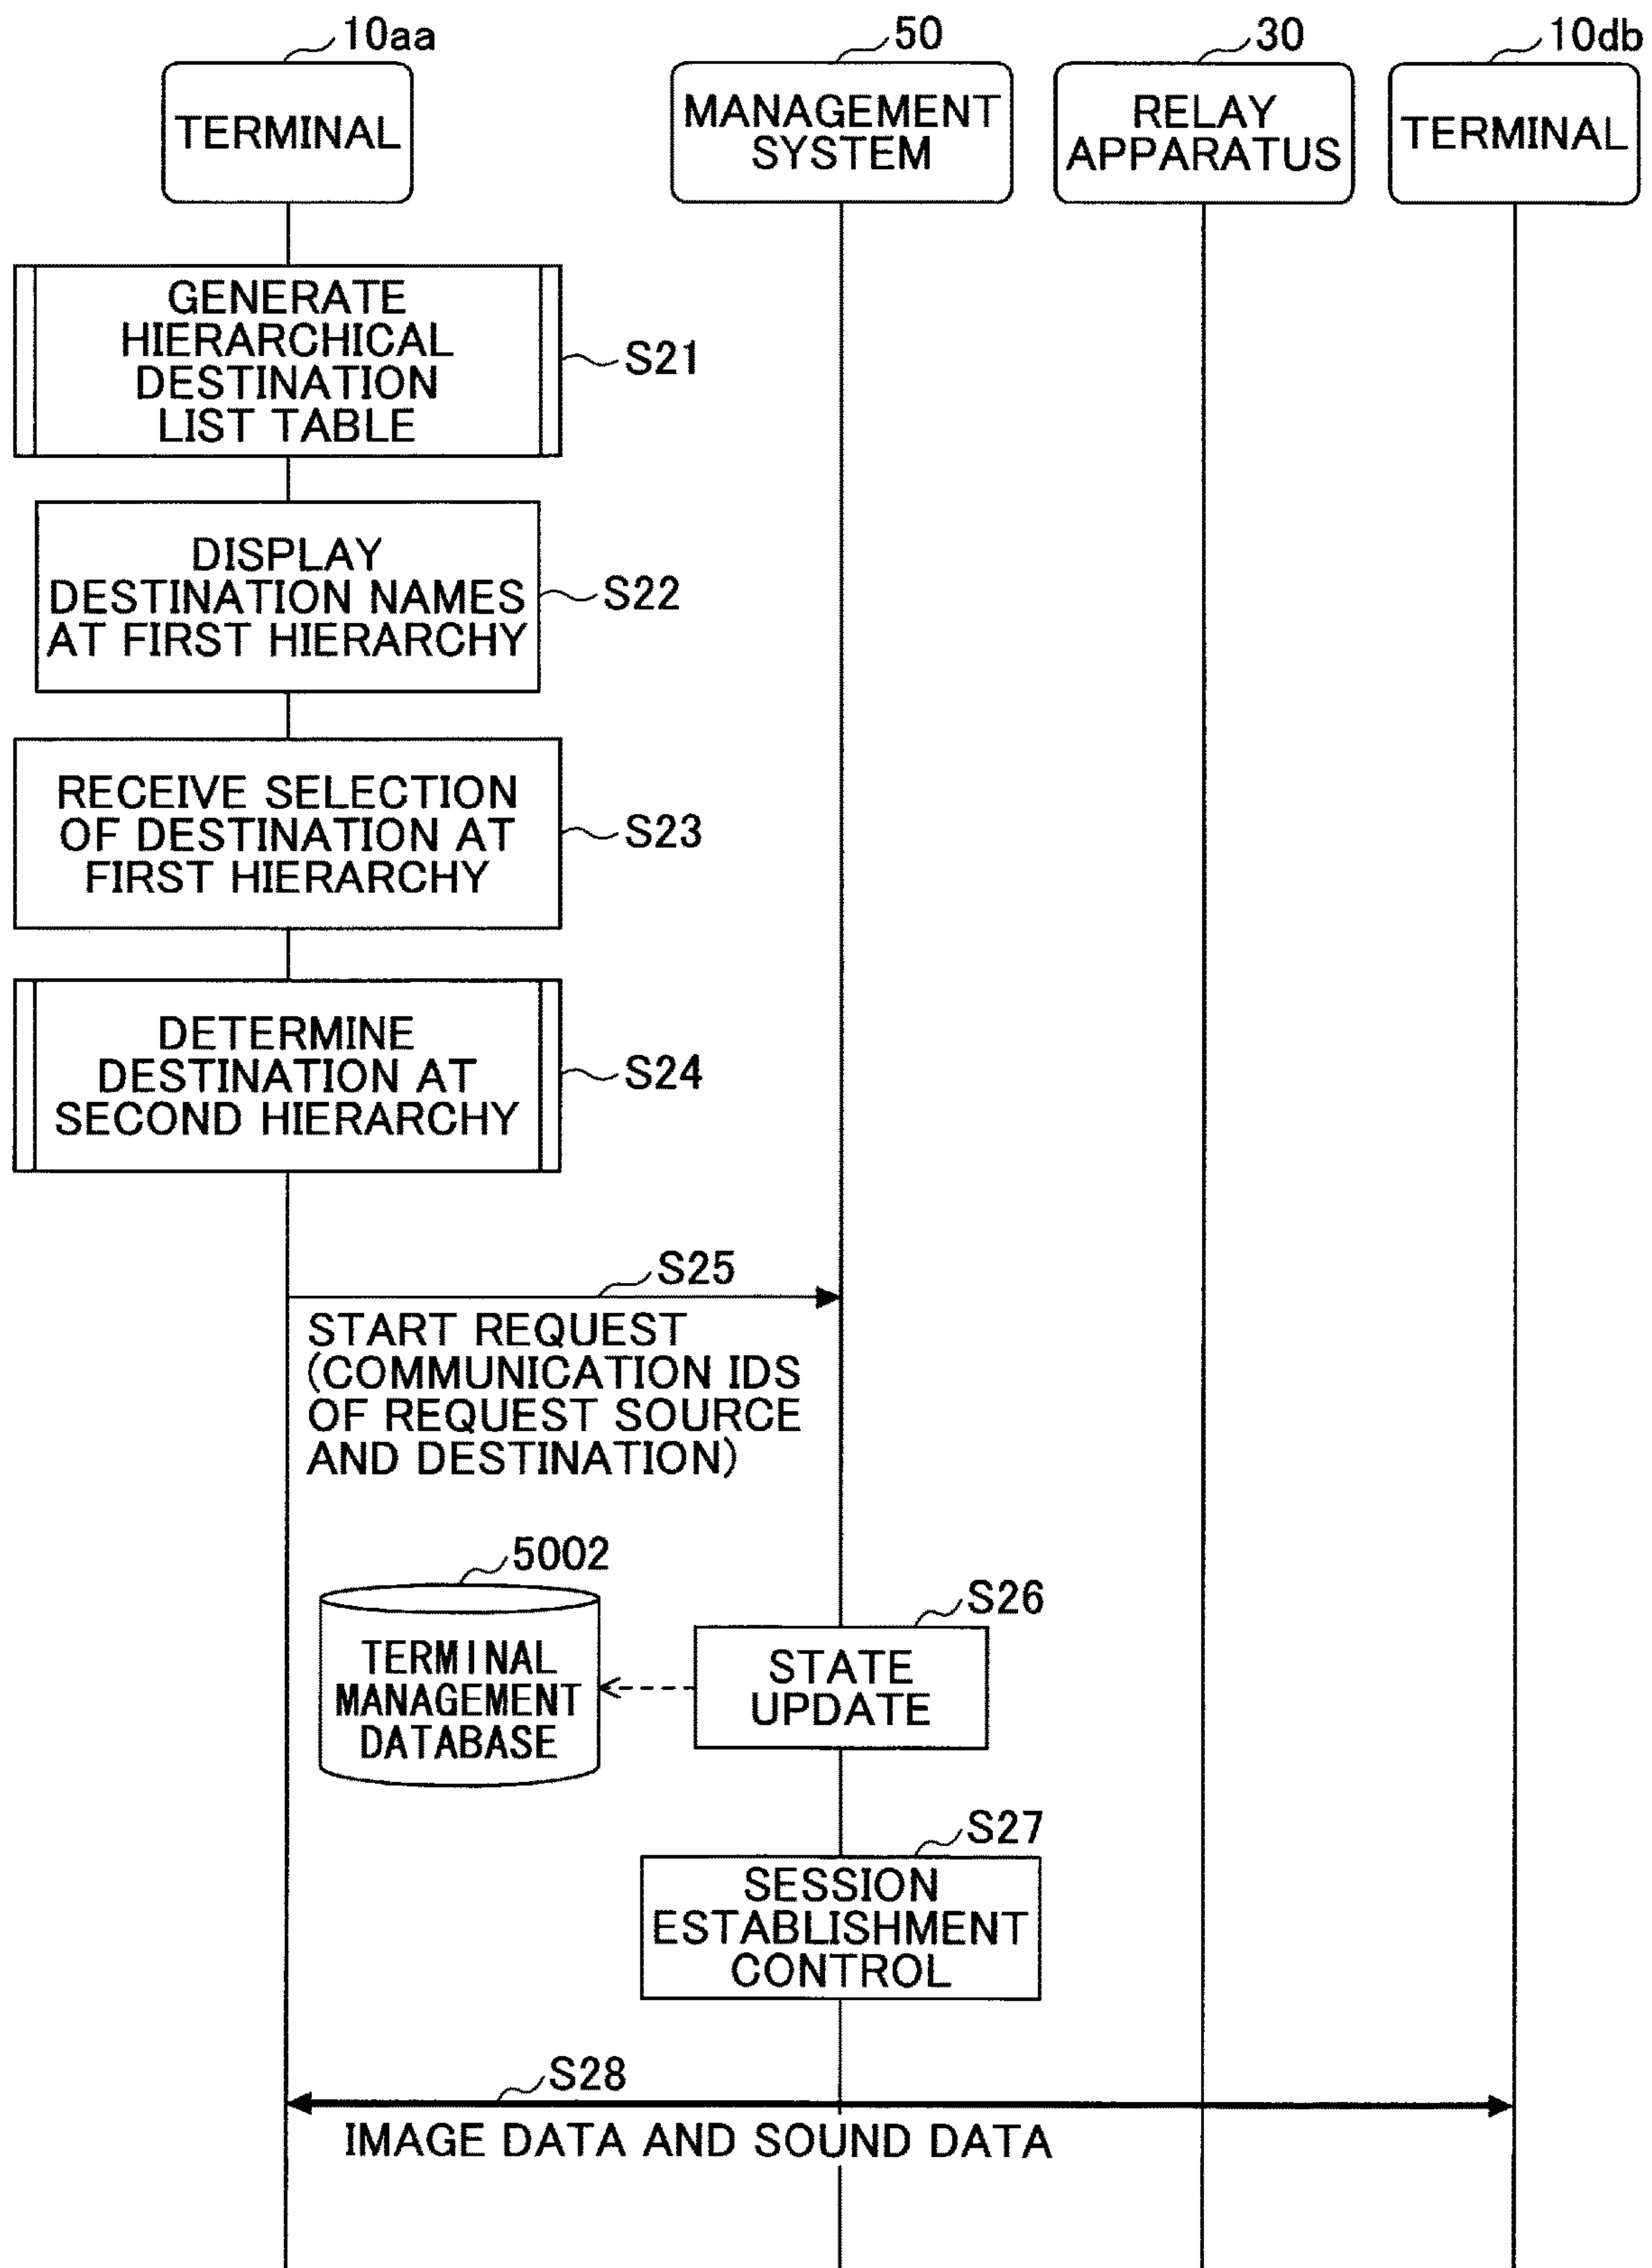 10aa
50
30
10db
TERMINAL
MANAGEMENT
SYSTEM
RELAY
APPARATUS
TERMINAL
GENERATE
HIERARCHICAL
DESTINATION
LIST TABLE
S21
DISPLAY
DESTINATION NAMES
AT FIRST HIERARCHY
S22
RECEIVE SELECTION
OF DESTINATION AT
FIRST HIERARCHY
S23
DETERMINE
DESTINATION AT
SECOND HIERARCHY
S24
S25
START REQUEST
(COMMUNICATION IDS
OF REQUEST SOURCE
AND DESTINATION)
5002
TERMINAL
MANAGEMENT
DATABASE
S26
STATE
UPDATE
S27
SESSION
ESTABLISHMENT
CONTROL
S28
IMAGE DATA AND SOUND DATA